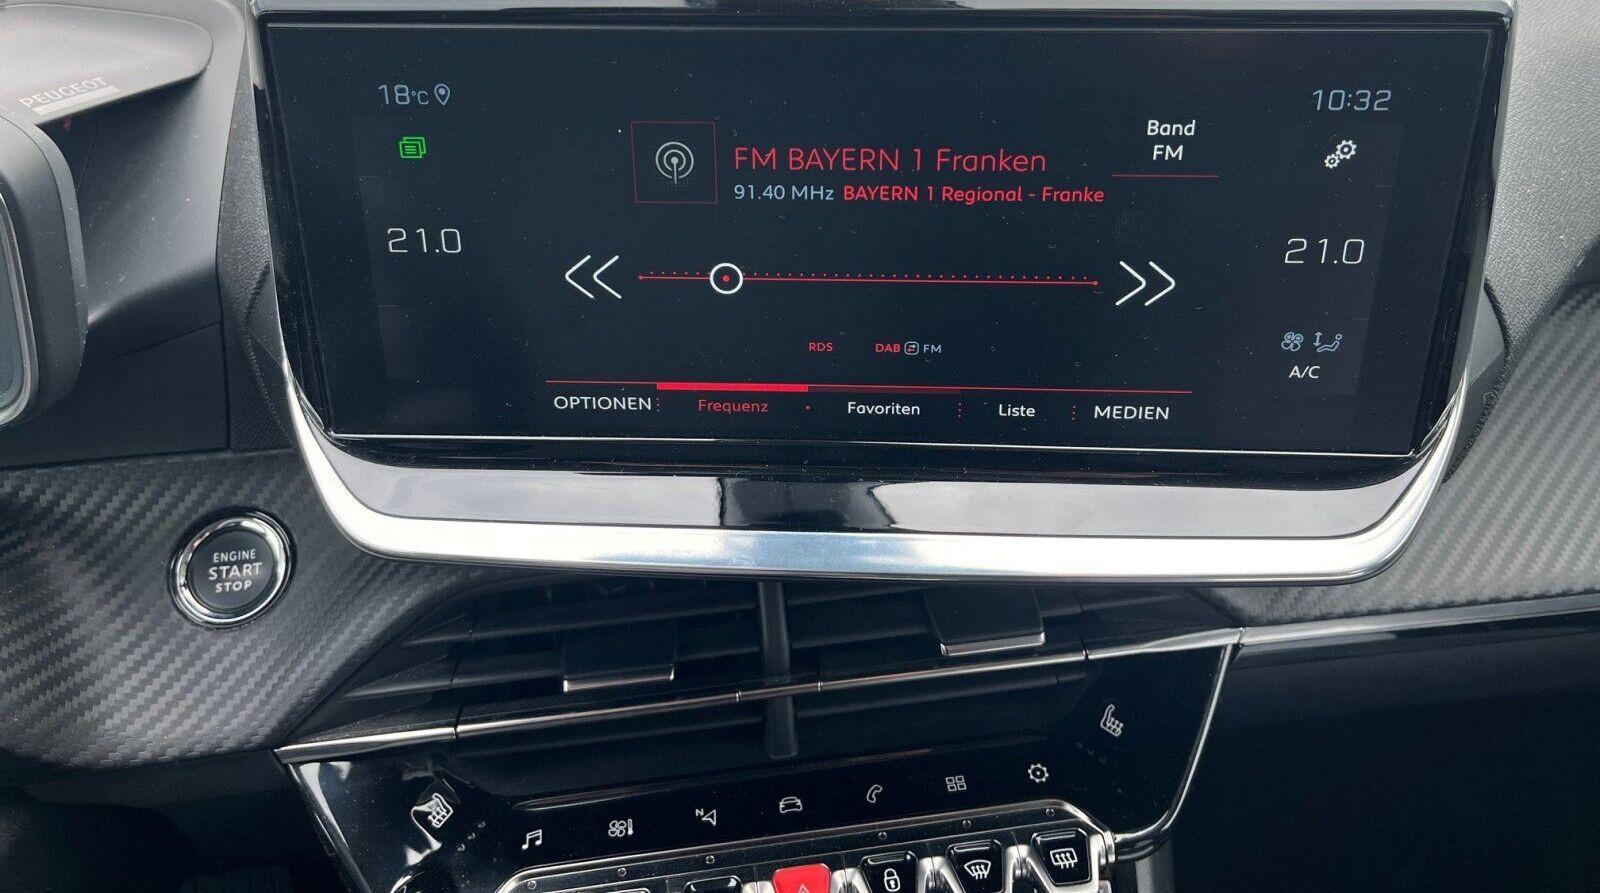 PEUGEOT
18°C
10:32
Band
FM
FM BAYERN 1 Franken
91.40 MHz BAYERN 1 Regional - Franke
21.0
21.0
RDS
DAB FM
A/C
OPTIONEN
Frequenz
Favoriten
Liste
MEDIEN
ENGINE
START
STOP
N